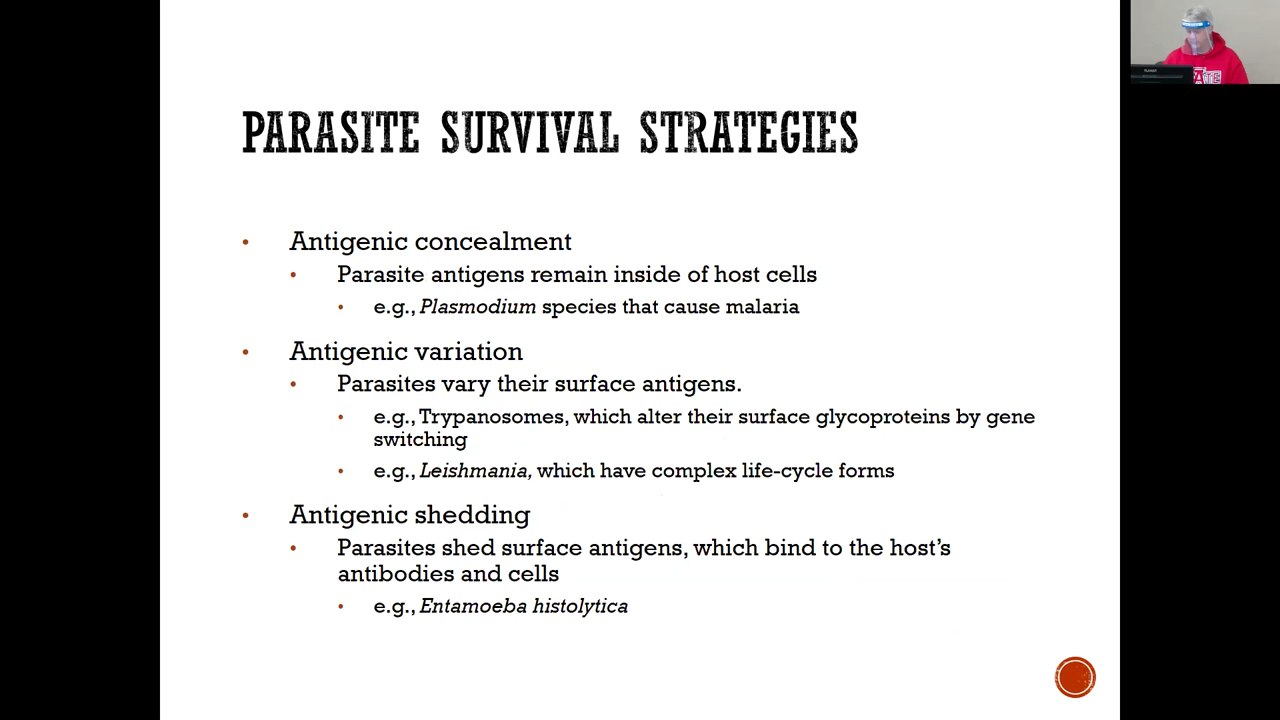 PARASITE SURVIVAL STRATEGIES
• Antigenic concealment
• Parasite antigens remain inside of host cells
• e.g., Plasmodium species that cause malaria
• Antigenic variation
• Parasites vary their surface antigens.
• e.g., Trypanosomes, which alter their surface glycoproteins by gene
switching
• e.g., Leishmania, which have complex life-cycle forms
• Antigenic shedding
• Parasites shed surface antigens, which bind to the host’s
antibodies and cells
• e.g., Entamoeba histolytica